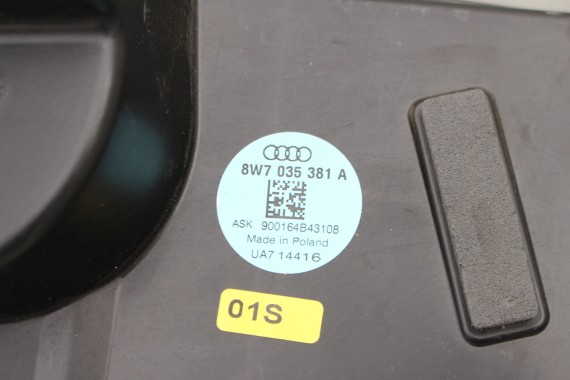 8W7 035 381 A
ASK 900164B43108
Made in Poland
UA7 14416
01S